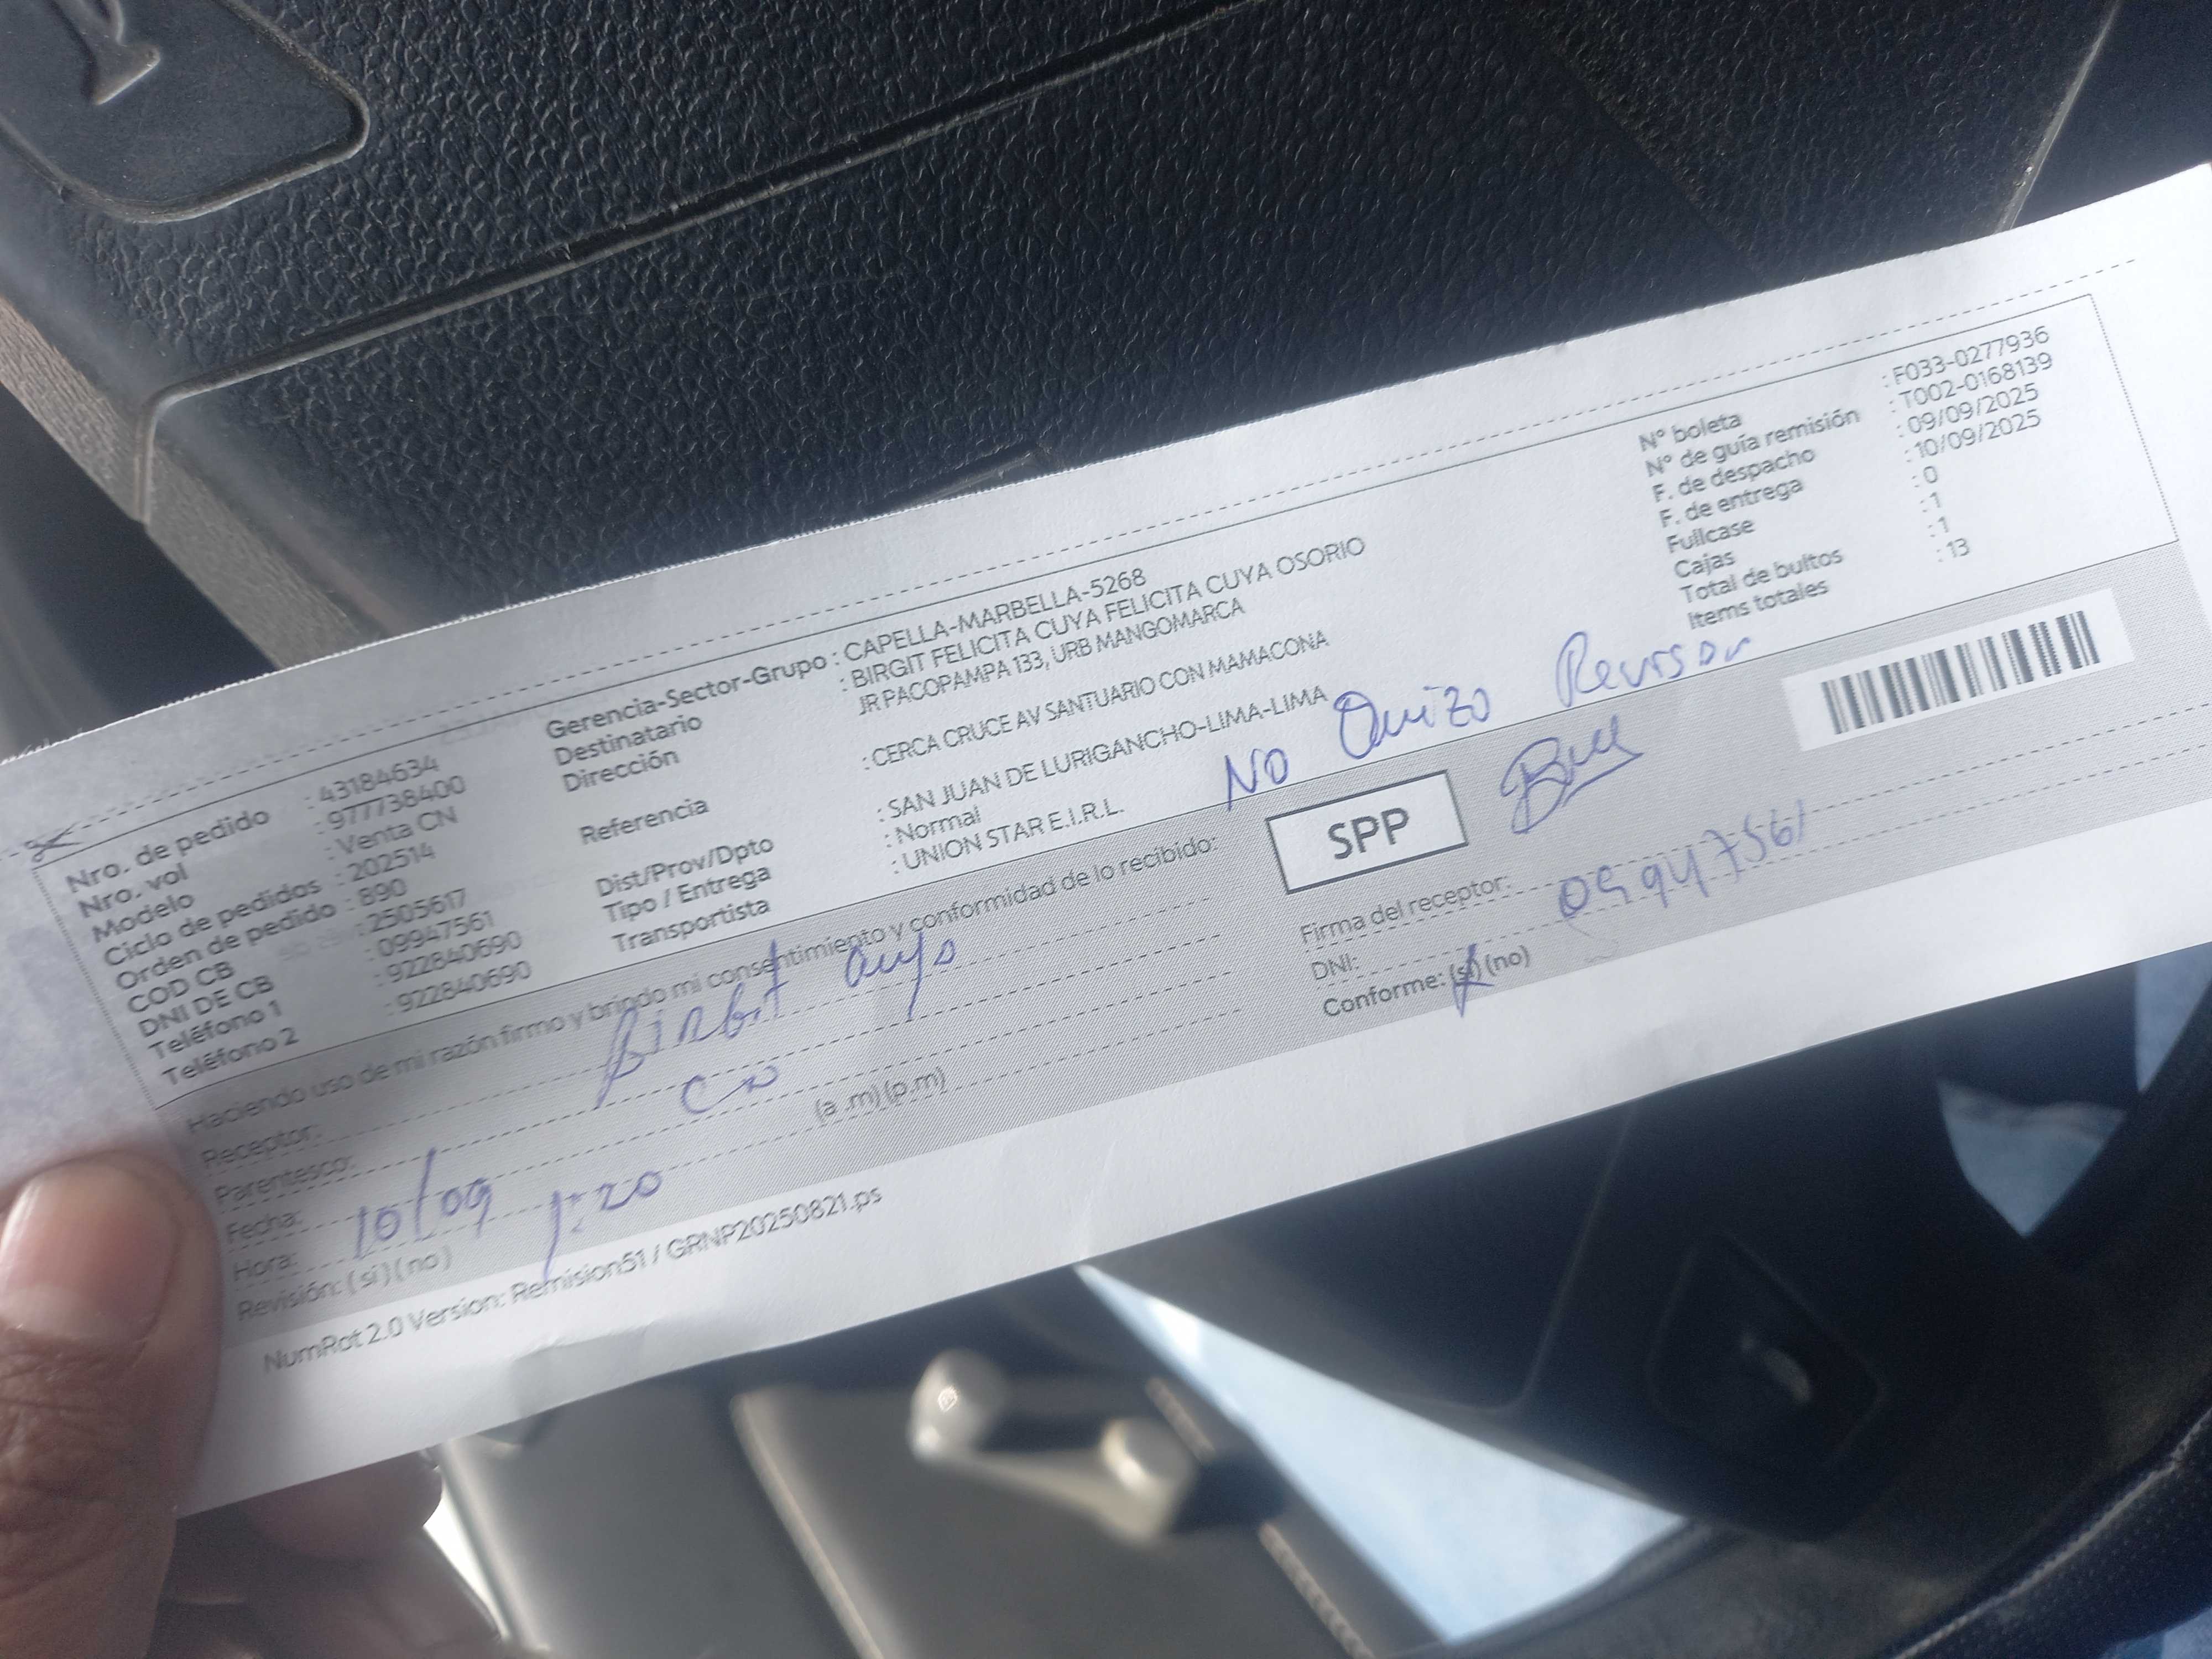 Nro. de pedido : 43184634
Nro. vol : 977738400
Modelo : Venta CN
Ciclo de pedidos : 202514
Orden de pedido : 890
COD CB : 2505617
DNI DE CB : 09947561
Teléfono 1 : 922840690
Teléfono 2 : 922840690
Gerencia-Sector-Grupo : CAPELLA-MARBELLA-5268
Destinatario : BIRGIT FELICITA CUYA FELICITA CUYA OSORIO
Dirección JR PACOPAMPA 133, URB MANGOMARCA
Referencia : CERCA CRUCE AV SANTUARIO CON MAMACONA
Dist/Prov/Dpto : SAN JUAN DE LURIGANCHO-LIMA-LIMA
Tipo / Entrega : Normal
Transportista : UNION STAR E.I.R.L.
N° boleta : F033-0277936
N° de guía remisión : T002-0168139
F. de despacho : 09/09/2025
F. de entrega : 10/09/2025
Fullcase : 0
Cajas : 1
Total de bultos : 1
Items totales : 13
No Quizo Revisar
Haciendo uso de mi razón firmo y brindo mi consentimiento y conformidad de lo recibido:
SPP
Receptor:
Parentesco:
Fecha: 10/09
Hora: 1:20 (a .m) (p.m)
Revisión: (si) (no)
Firma del receptor:
DNI: 09947561
Conforme: (si) (no)
NumRot 2.0 Version: Remision51 / GRNP20250821.ps